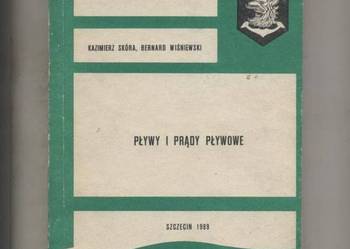 KAZIMIERZ SKÓRA, BERNARD WIŚNIEWSKI
PŁYWY I PRĄDY PŁYWOWE
SZCZECIN 1989